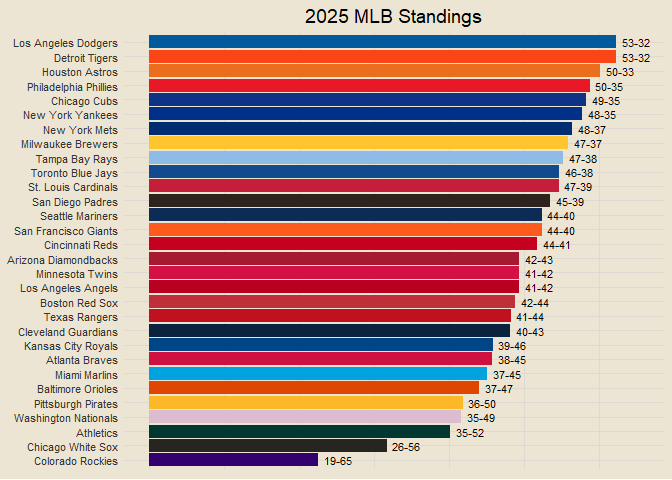 2025 MLB Standings
Los Angeles Dodgers 53-32
Detroit Tigers 53-32
Houston Astros 50-33
Philadelphia Phillies 50-35
Chicago Cubs 49-35
New York Yankees 48-35
New York Mets 48-37
Milwaukee Brewers 47-37
Tampa Bay Rays 47-38
Toronto Blue Jays 46-38
St. Louis Cardinals 47-39
San Diego Padres 45-39
Seattle Mariners 44-40
San Francisco Giants 44-40
Cincinnati Reds 44-41
Arizona Diamondbacks 42-43
Minnesota Twins 41-42
Los Angeles Angels 41-42
Boston Red Sox 42-44
Texas Rangers 41-44
Cleveland Guardians 40-43
Kansas City Royals 39-46
Atlanta Braves 38-45
Miami Marlins 37-45
Baltimore Orioles 37-47
Pittsburgh Pirates 36-50
Washington Nationals 35-49
Athletics 35-52
Chicago White Sox 26-56
Colorado Rockies 19-65